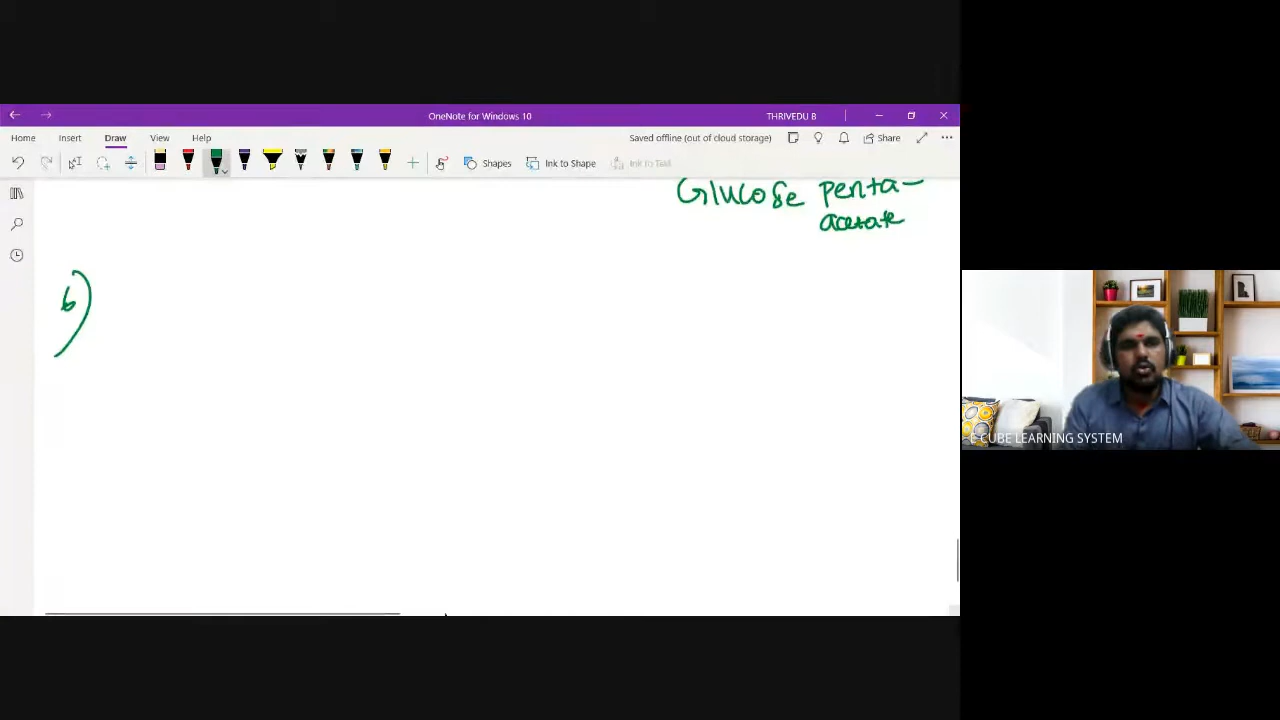 OneNote for Windows 10
THRIVEDU B
Home Insert Draw View Help
Saved offline (out of cloud storage)
Share
Shapes
Ink to Shape
Ink to Text
Glucose penta-
acetate
6)
E CUBE LEARNING SYSTEM